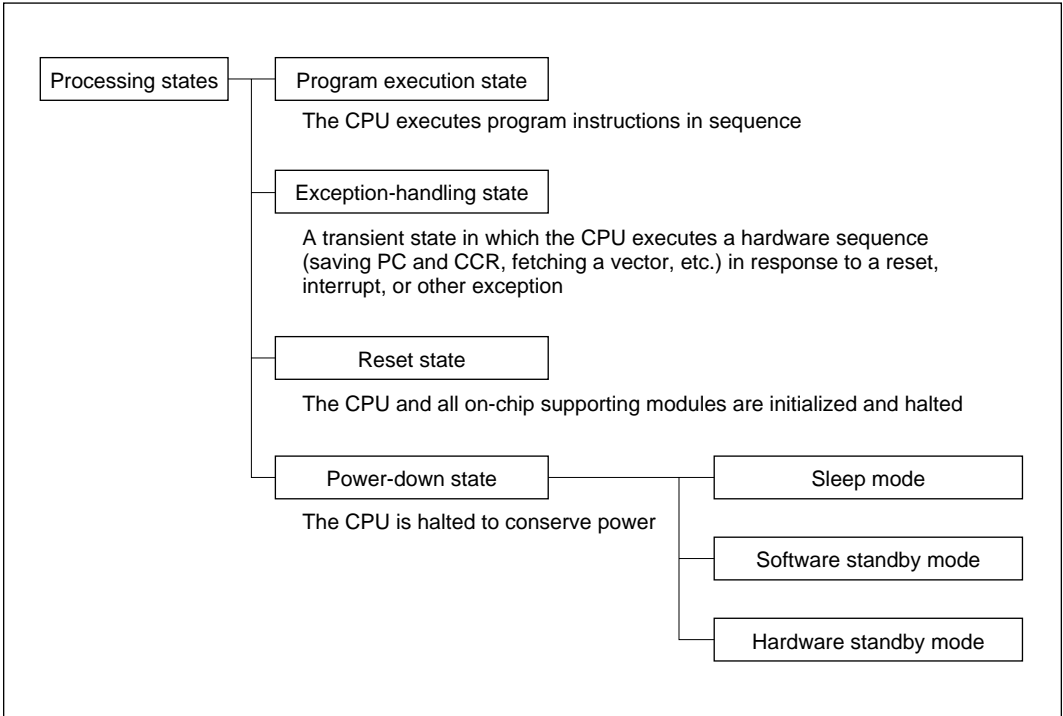 Processing states
Program execution state
The CPU executes program instructions in sequence
Exception-handling state
A transient state in which the CPU executes a hardware sequence
(saving PC and CCR, fetching a vector, etc.) in response to a reset,
interrupt, or other exception
Reset state
The CPU and all on-chip supporting modules are initialized and halted
Power-down state
Sleep mode
The CPU is halted to conserve power
Software standby mode
Hardware standby mode